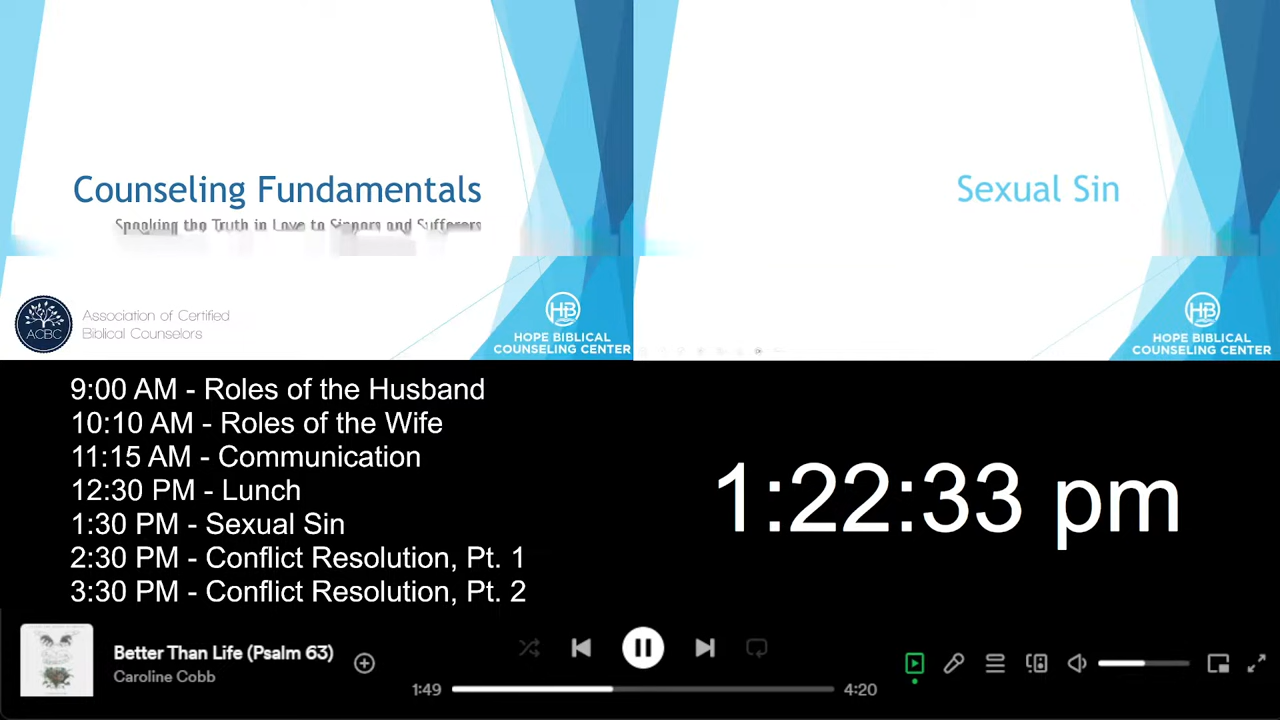 Counseling Fundamentals
Speaking the Truth in Love to Sinners and Sufferers
ACBC
Association of Certified
Biblical Counselors
HB
HOPE BIBLICAL
COUNSELING CENTER
Sexual Sin
HB
HOPE BIBLICAL
COUNSELING CENTER
9:00 AM - Roles of the Husband
10:10 AM - Roles of the Wife
11:15 AM - Communication
12:30 PM - Lunch
1:30 PM - Sexual Sin
2:30 PM - Conflict Resolution, Pt. 1
3:30 PM - Conflict Resolution, Pt. 2
1:22:33 pm
Better Than Life (Psalm 63)
Caroline Cobb
1:49
4:20